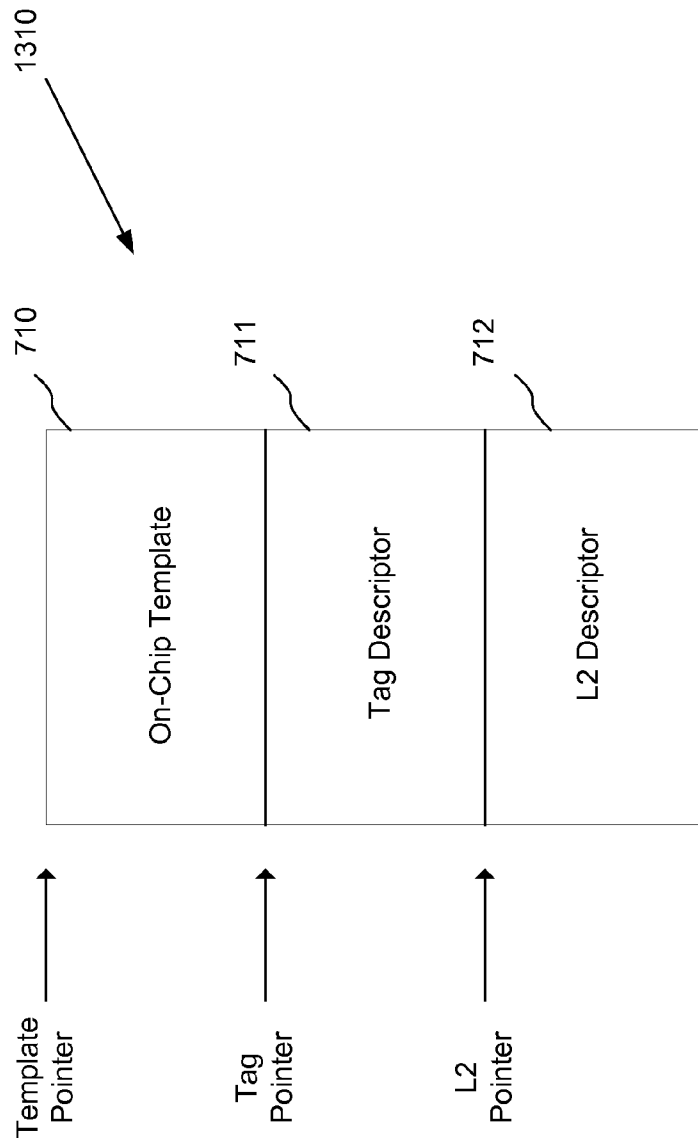 1310
710
711
712
On-Chip Template
Tag Descriptor
L2 Descriptor
Template
Pointer
Tag
Pointer
L2
Pointer